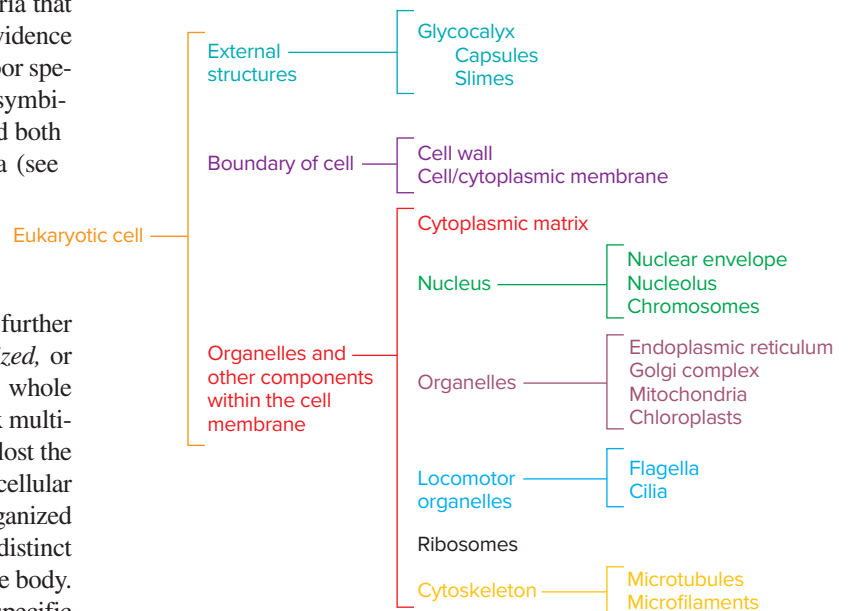 ria that
vidence
or spe-
symbi-
d both
a (see
further
ized, or
whole
multi-
lost the
cellular
ganized
distinct
e body.
specific
Eukaryotic cell
External
structures
Glycocalyx
Capsules
Slimes
Boundary of cell
Cell wall
Cell/cytoplasmic membrane
Organelles and
other components
within the cell
membrane
Cytoplasmic matrix
Nucleus
Nuclear envelope
Nucleolus
Chromosomes
Organelles
Endoplasmic reticulum
Golgi complex
Mitochondria
Chloroplasts
Locomotor
organelles
Flagella
Cilia
Ribosomes
Cytoskeleton
Microtubules
Microfilaments